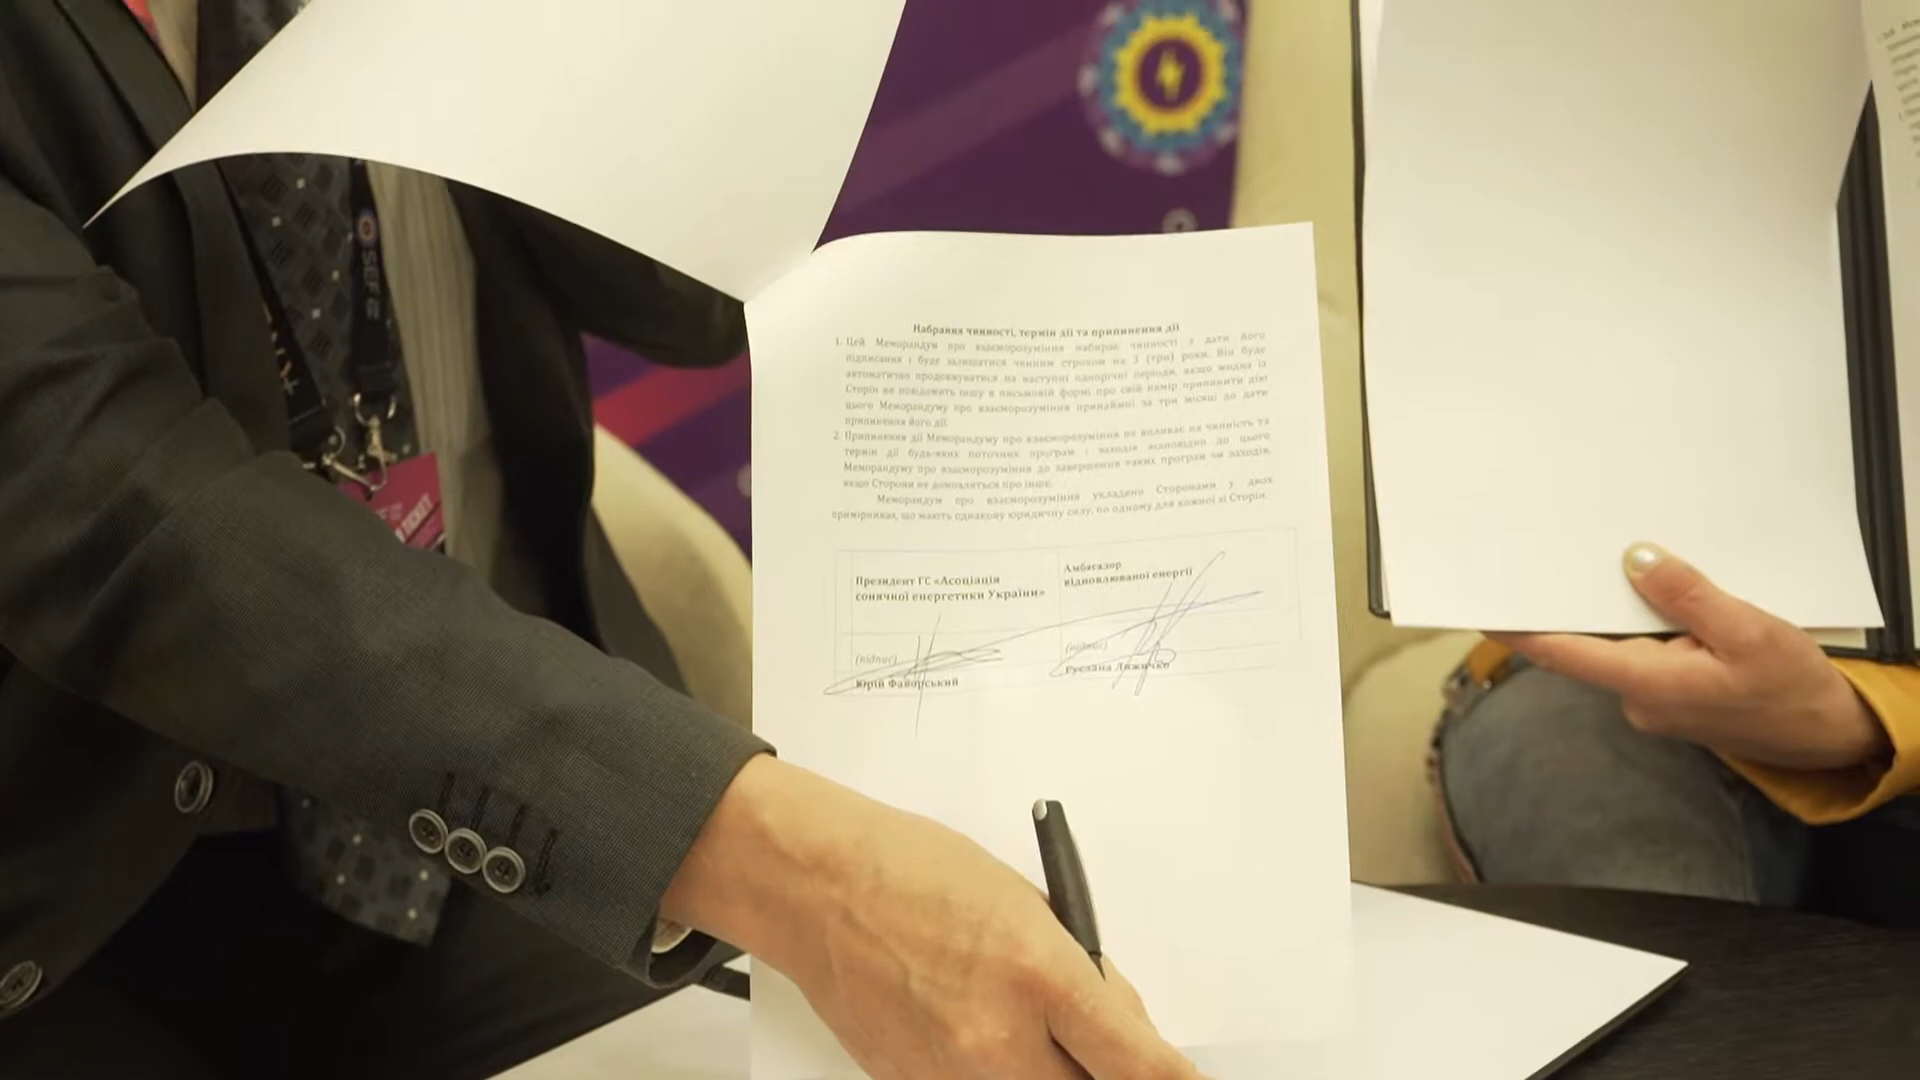 Набрання чинності, термін дії та припинення дії
1. Цей Меморандум про взаєморозуміння набирає чинності з дати його
підписання і буде залишатися чинним строком на 3 (три) роки. Він буде
автоматично продовжуватися на наступні однорічні періоди, якщо жодна із
Сторін не повідомить іншу в письмовій формі про свій намір припинити дію
цього Меморандуму про взаєморозуміння принаймні за три місяці до дати
припинення його дії.
2. Припинення дії Меморандуму про взаєморозуміння не впливає на чинність та
термін дії будь-яких поточних програм і заходів відповідно до цього
Меморандуму про взаєморозуміння до завершення таких програм чи заходів,
якщо Сторони не домовляться про інше.
Меморандум про взаєморозуміння укладено Сторонами у двох
примірниках, що мають однакову юридичну силу, по одному для кожної зі Сторін.
Президент ГС «Асоціація
сонячної енергетики України»
Амбасадор
відновлюваної енергії
(підпис)
(підпис)
Юрій Фаворський
Руслана Лижичко
SEF
TICKET